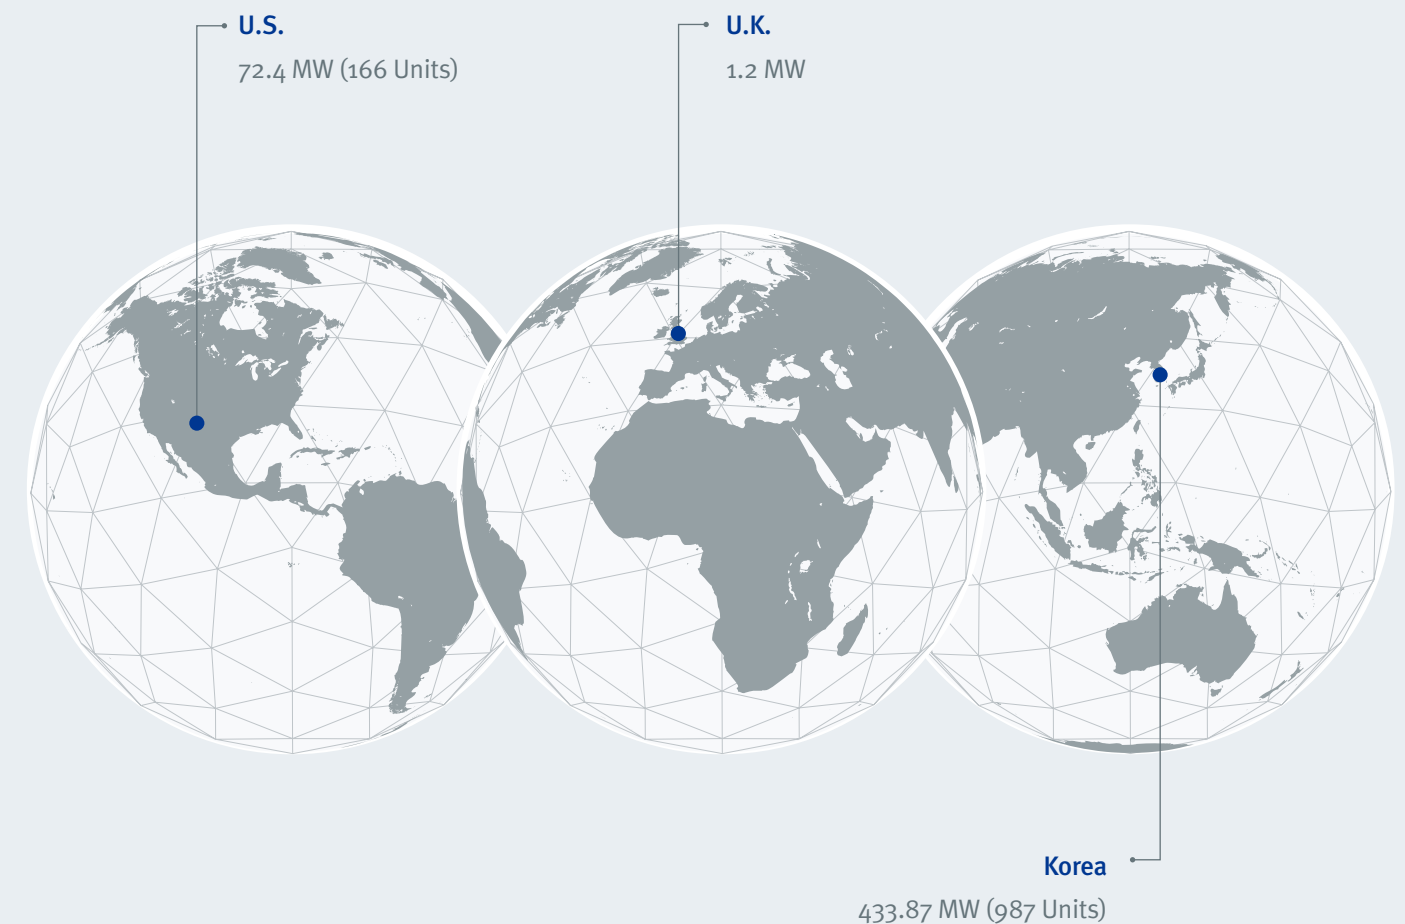 U.S.
72.4 MW (166 Units)
U.K.
1.2 MW
Korea
433.87 MW (987 Units)